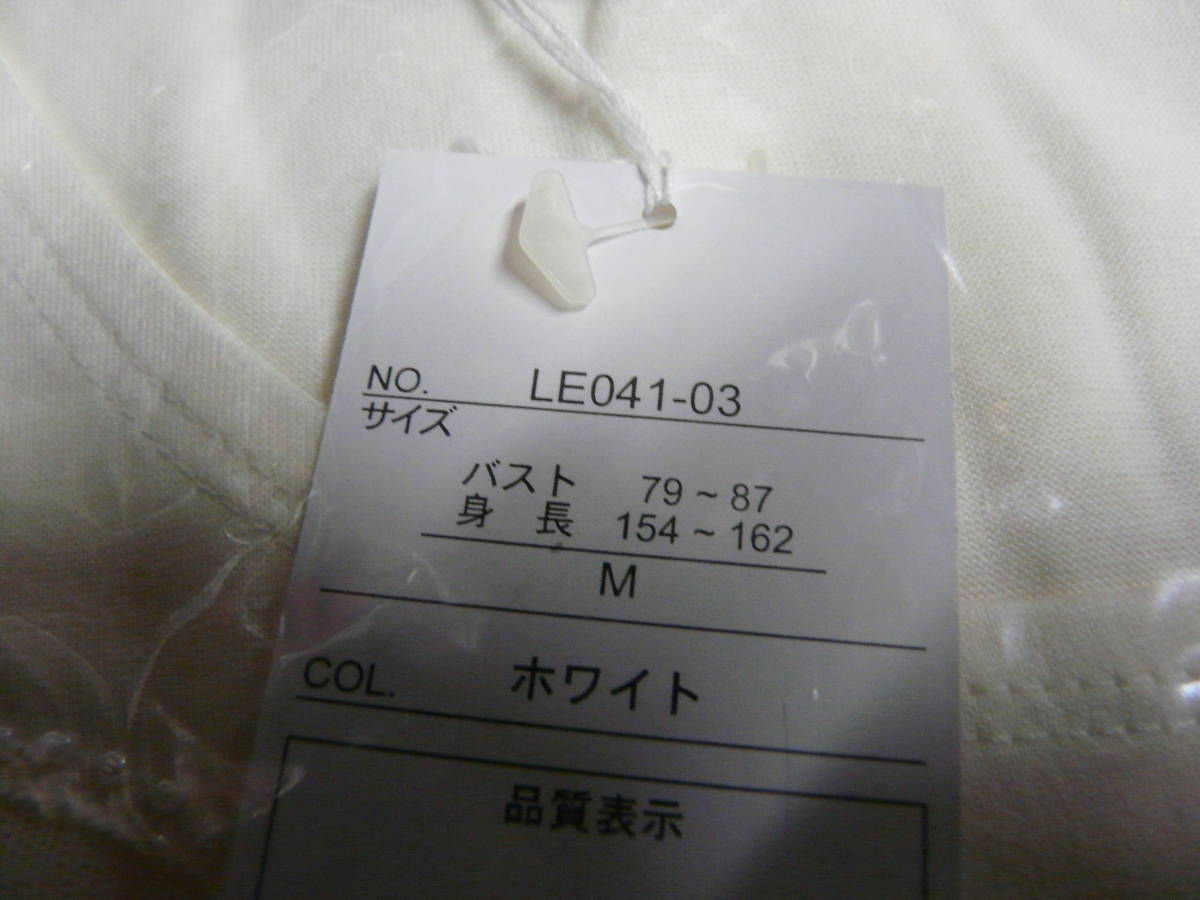 NO. LE041-03
サイズ
バスト 79~87
身長 154~162
M
COL. ホワイト
品質表示